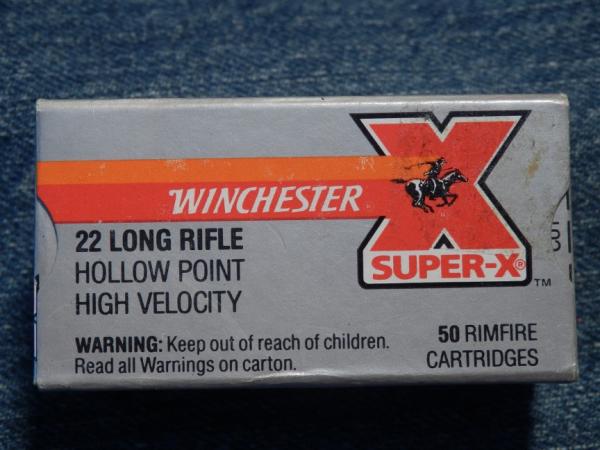 WINCHESTER
X
SUPER-X®
™
22 LONG RIFLE
HOLLOW POINT
HIGH VELOCITY
WARNING: Keep out of reach of children.
Read all Warnings on carton.
50 RIMFIRE
CARTRIDGES